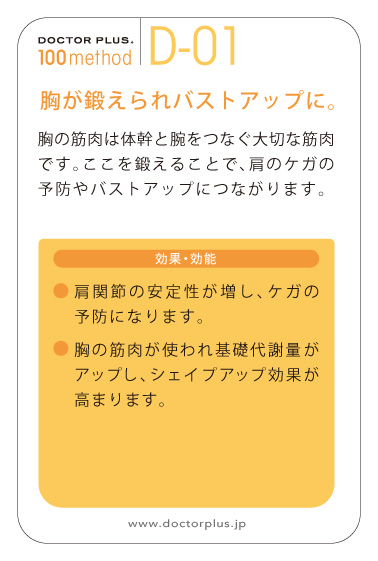 DOCTOR PLUS®
100method
D-01
胸が鍛えられバストアップに。
胸の筋肉は体幹と腕をつなぐ大切な筋肉
です。ここを鍛えることで、肩のケガの
予防やバストアップにつながります。
効果・効能
● 肩関節の安定性が増し、ケガの
予防になります。
● 胸の筋肉が使われ基礎代謝量が
アップし、シェイプアップ効果が
高まります。
www.doctorplus.jp